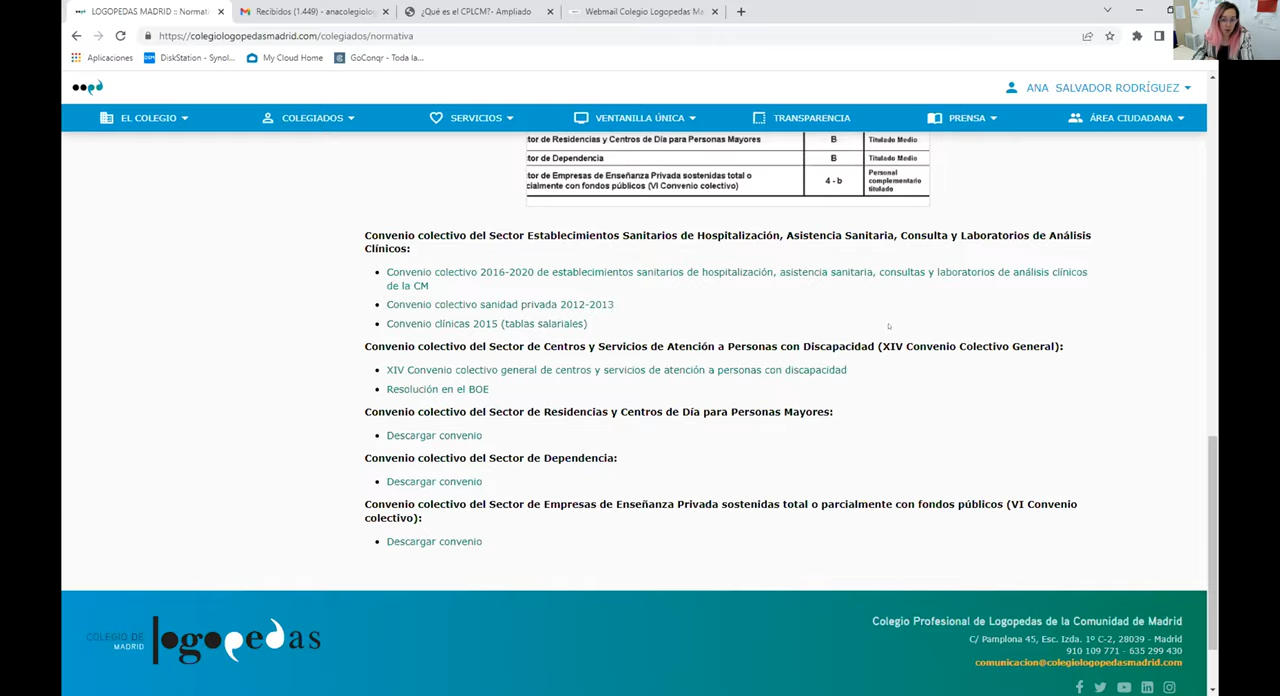 LOGOPEDAS MADRID :: Normati
Recibidos (1.449) - anacolegiolog
¿Qué es el CPLCM?- Ampliado
Webmail Colegio Logopedas Ma
https://colegiologopedasmadrid.com/colegiados/normativa
Aplicaciones
DiskStation - Synol...
My Cloud Home
GoConqr - Toda la...
ANA SALVADOR RODRÍGUEZ
EL COLEGIO
COLEGIADOS
SERVICIOS
VENTANILLA ÚNICA
TRANSPARENCIA
PRENSA
ÁREA CIUDADANA
tor de Residencias y Centros de Día para Personas Mayores B Titulado Medio
tor de Dependencia B Titulado Medio
tor de Empresas de Enseñanza Privada sostenidas total o
cialmente con fondos públicos (VI Convenio colectivo)
4 - b
Personal
complementario
titulado
Convenio colectivo del Sector Establecimientos Sanitarios de Hospitalización, Asistencia Sanitaria, Consulta y Laboratorios de Análisis
Clínicos:
Convenio colectivo 2016-2020 de establecimientos sanitarios de hospitalización, asistencia sanitaria, consultas y laboratorios de análisis clínicos
de la CM
Convenio colectivo sanidad privada 2012-2013
Convenio clínicas 2015 (tablas salariales)
Convenio colectivo del Sector de Centros y Servicios de Atención a Personas con Discapacidad (XIV Convenio Colectivo General):
XIV Convenio colectivo general de centros y servicios de atención a personas con discapacidad
Resolución en el BOE
Convenio colectivo del Sector de Residencias y Centros de Día para Personas Mayores:
Descargar convenio
Convenio colectivo del Sector de Dependencia:
Descargar convenio
Convenio colectivo del Sector de Empresas de Enseñanza Privada sostenidas total o parcialmente con fondos públicos (VI Convenio
colectivo):
Descargar convenio
COLEGIO DE
MADRID
logopedas
Colegio Profesional de Logopedas de la Comunidad de Madrid
C/ Pamplona 45, Esc. Izda. 1º C-2, 28039 - Madrid
910 109 771 - 635 299 430
comunicacion@colegiologopedasmadrid.com